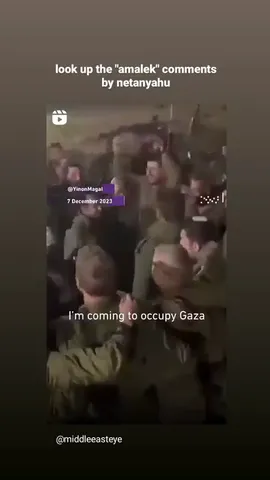 look up the "amalek" comments
by netanyahu
@YinonMagal
7 December 2023
I'm coming to occupy Gaza
@middleeasteye